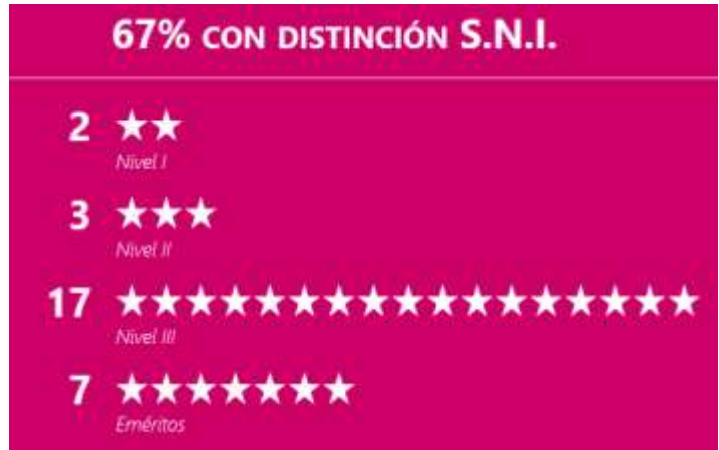 67% CON DISTINCIÓN S.N.I.
2
Nivel I
3
Nivel II
17
Nivel III
7
Eméritos